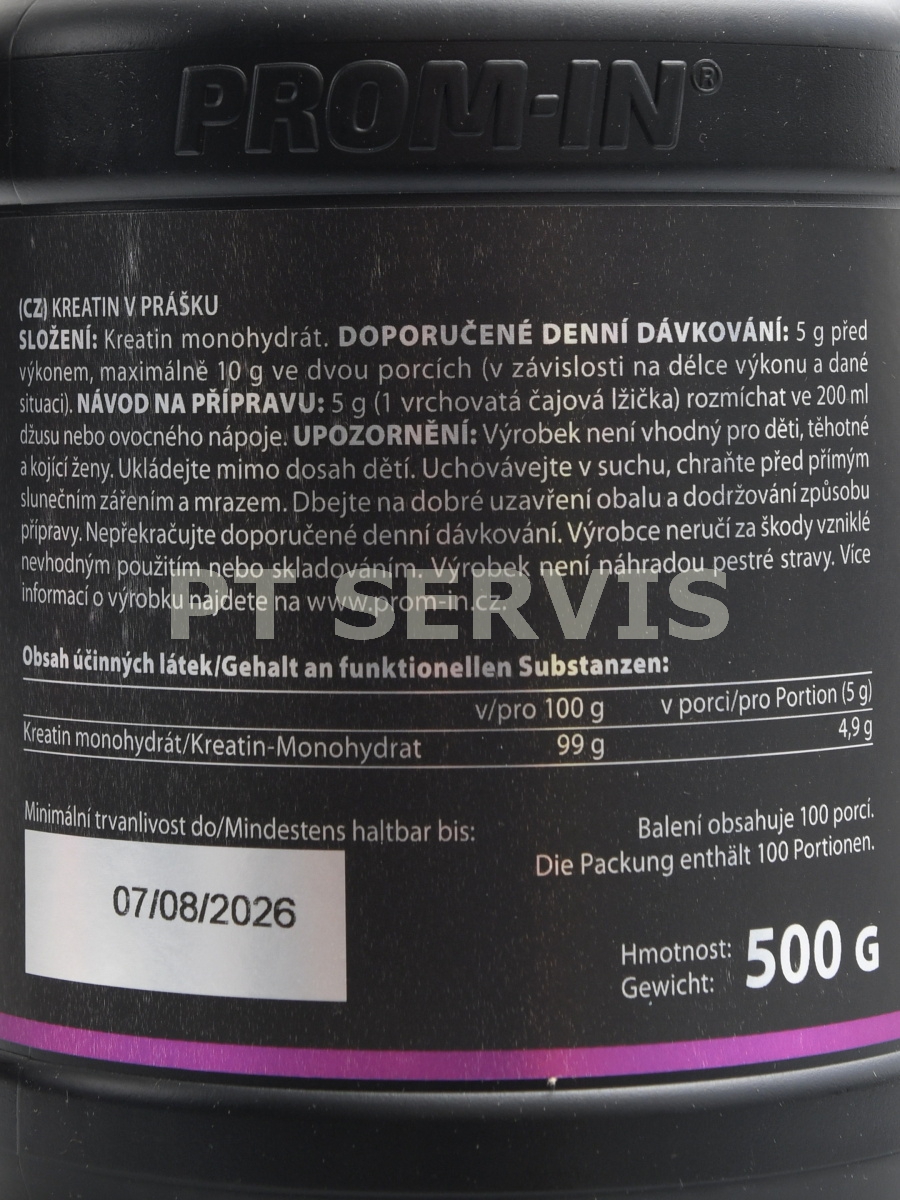 PROM-IN®
(CZ) KREATIN V PRÁŠKU
SLOŽENÍ: Kreatin monohydrát. DOPORUČENÉ DENNÍ DÁVKOVÁNÍ: 5 g před
výkonem, maximálně 10 g ve dvou porcích (v závislosti na délce výkonu a dané
situaci). NÁVOD NA PŘÍPRAVU: 5 g (1 vrchovatá čajová lžička) rozmíchat ve 200 ml
džusu nebo ovocného nápoje. UPOZORNĚNÍ: Výrobek není vhodný pro děti, těhotné
a kojící ženy. Ukládejte mimo dosah dětí. Uchovávejte v suchu, chraňte před přímým
slunečním zářením a mrazem. Dbejte na dobré uzavření obalu a dodržování způsobu
přípravy. Nepřekračujte doporučené denní dávkování. Výrobce neručí za škody vzniklé
nevhodným použitím nebo skladováním. Výrobek není náhradou pestré stravy. Více
informací o výrobku najdete na www.prom-in.cz.
PT SERVIS
Obsah účinných látek/Gehalt an funktionellen Substanzen:
v/pro 100 g v porci/pro Portion (5 g)
Kreatin monohydrát/Kreatin-Monohydrat 99 g 4,9 g
Minimální trvanlivost do/Mindestens haltbar bis:
07/08/2026
Balení obsahuje 100 porcí.
Die Packung enthält 100 Portionen.
Hmotnost:
Gewicht:
500 G